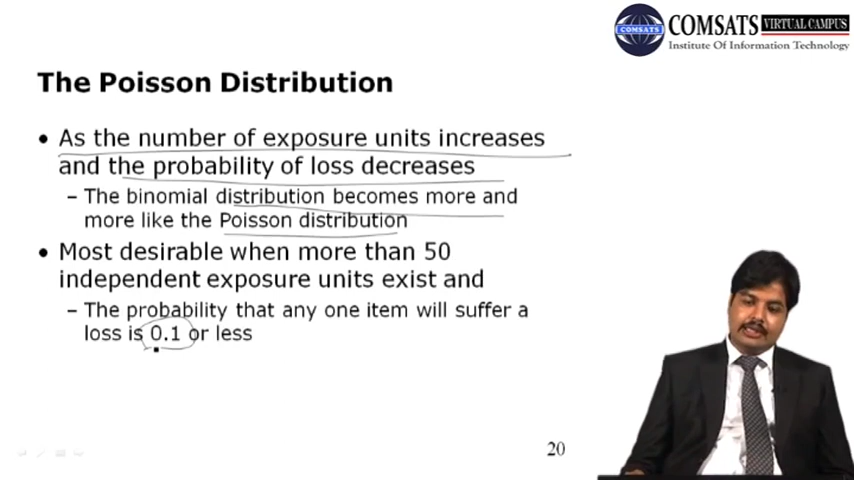 COMSATS
COMSATS VIRTUAL CAMPUS
Institute Of Information Technology
The Poisson Distribution
• As the number of exposure units increases
and the probability of loss decreases
– The binomial distribution becomes more and
more like the Poisson distribution
• Most desirable when more than 50
independent exposure units exist and
– The probability that any one item will suffer a
loss is 0.1 or less
20